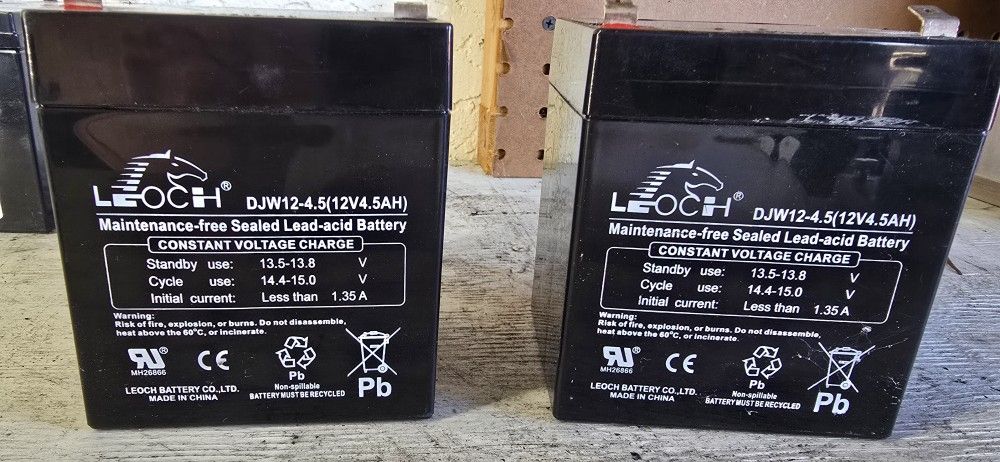 LEOCH®
DJW12-4.5(12V4.5AH)
Maintenance-free Sealed Lead-acid Battery
CONSTANT VOLTAGE CHARGE
Standby use: 13.5-13.8 V
Cycle use: 14.4-15.0 V
Initial current: Less than 1.35 A
Warning:
Risk of fire, explosion, or burns. Do not disassemble,
heat above the 60°C, or incinerate.
RU®
MH26866
CE
Pb
Non-spillable
BATTERY MUST BE RECYCLED
Pb
LEOCH BATTERY CO.,LTD.
MADE IN CHINA
LEOCH®
DJW12-4.5(12V4.5AH)
Maintenance-free Sealed Lead-acid Battery
CONSTANT VOLTAGE CHARGE
Standby use: 13.5-13.8 V
Cycle use: 14.4-15.0 V
Initial current: Less than 1.35 A
Warning:
Risk of fire, explosion, or burns. Do not disassemble,
heat above the 60°C, or incinerate.
RU®
MH26866
CE
Pb
Non-spillable
BATTERY MUST BE RECYCLED
Pb
LEOCH BATTERY CO.,LTD.
MADE IN CHINA